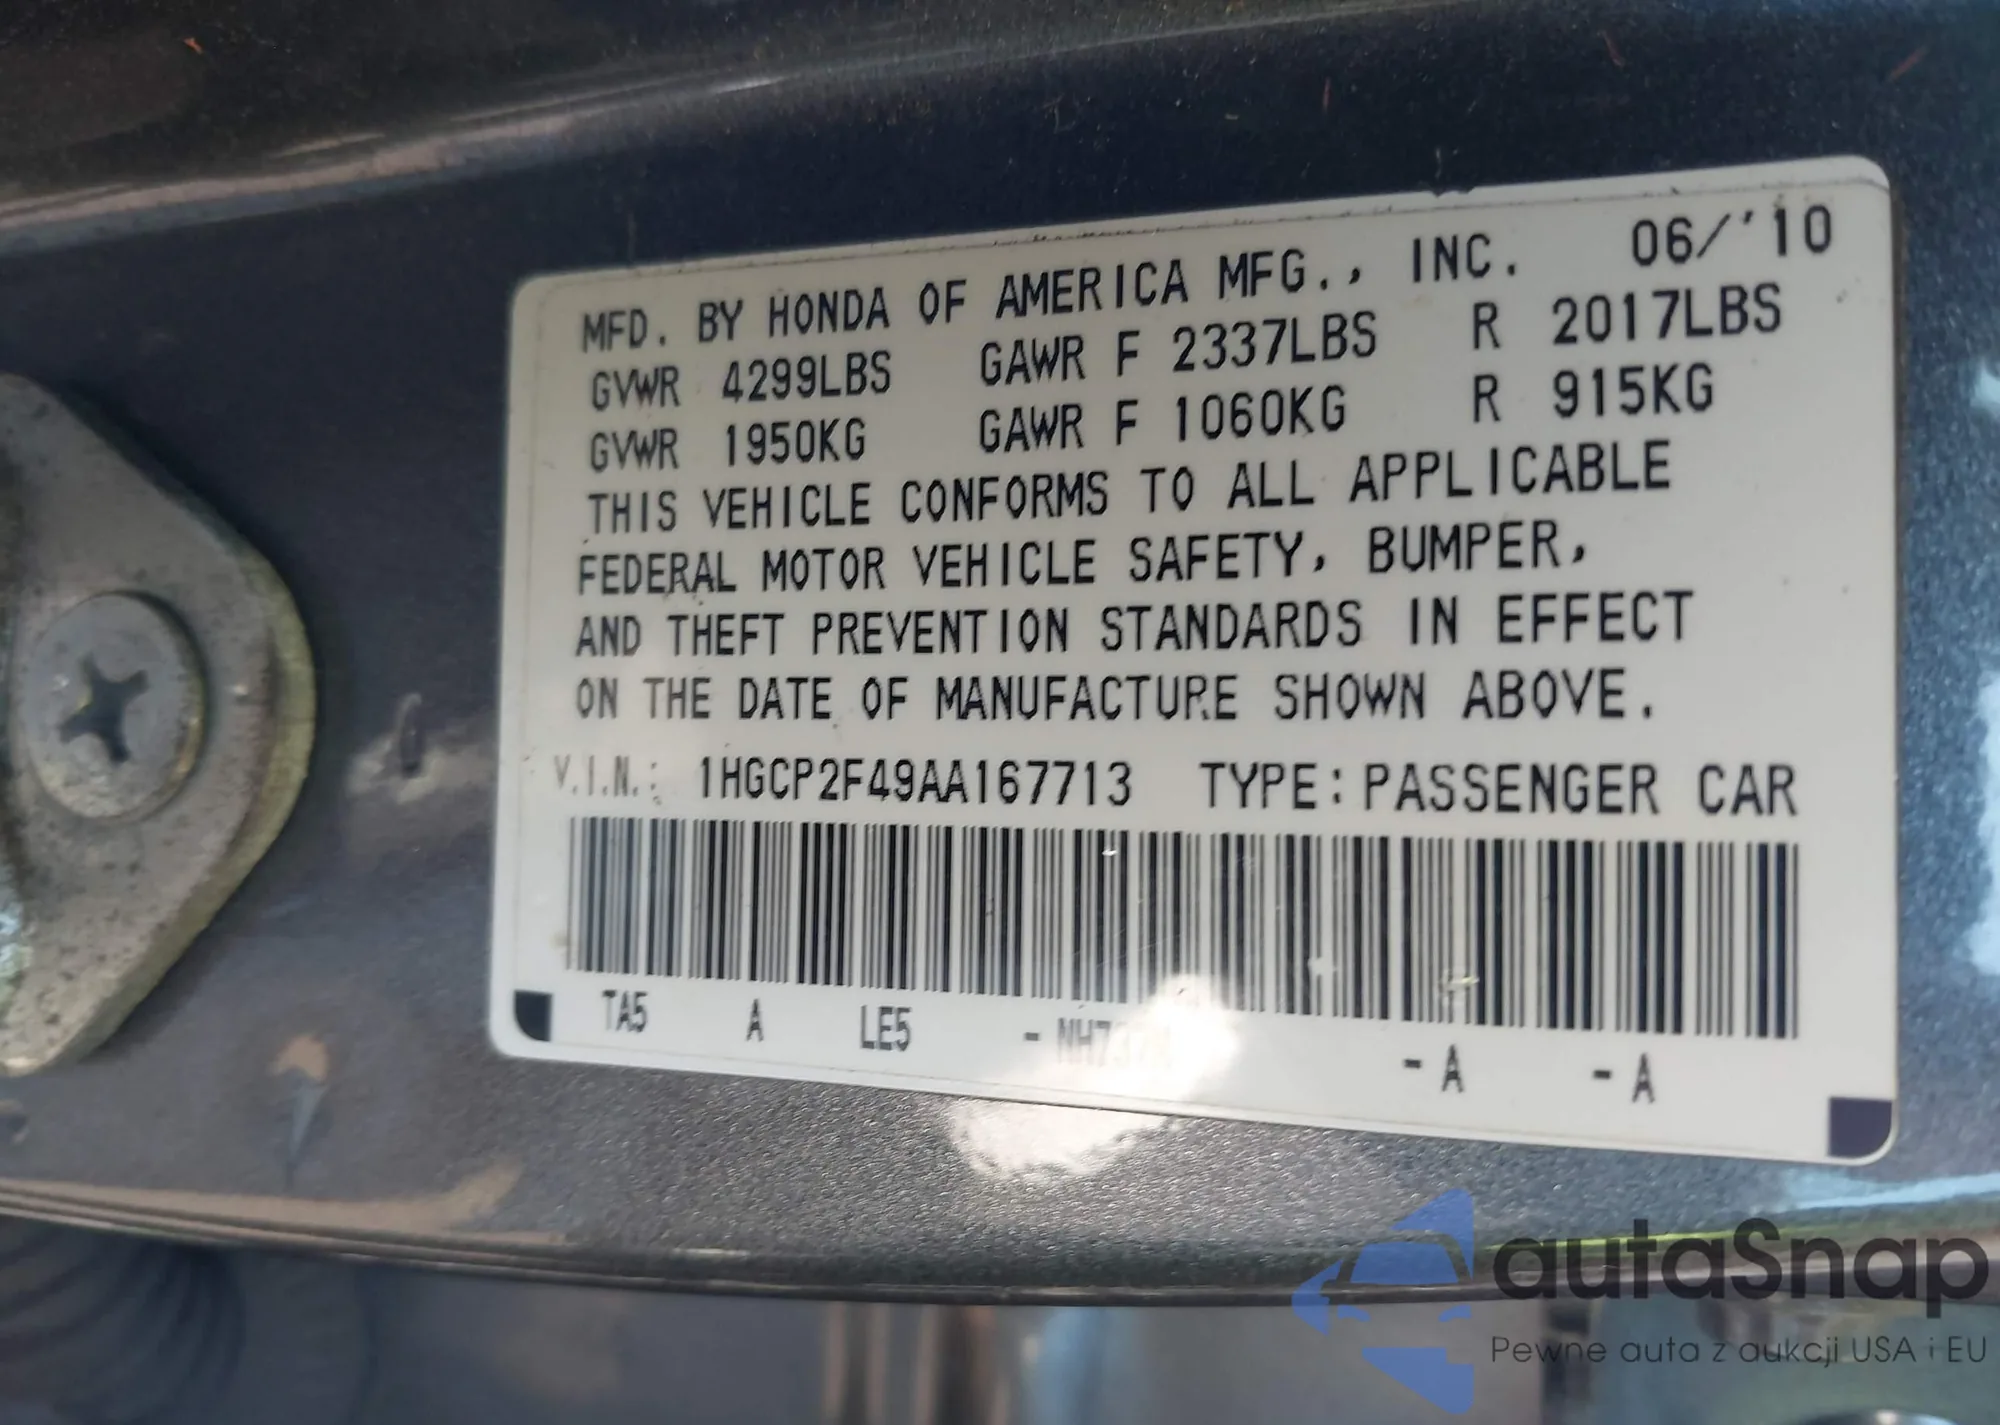 MFD. BY HONDA OF AMERICA MFG., INC. 06/'10
GVWR 4299LBS GAWR F 2337LBS R 2017LBS
GVWR 1950KG GAWR F 1060KG R 915KG
THIS VEHICLE CONFORMS TO ALL APPLICABLE
FEDERAL MOTOR VEHICLE SAFETY, BUMPER,
AND THEFT PREVENTION STANDARDS IN EFFECT
ON THE DATE OF MANUFACTURE SHOWN ABOVE.
V.I.N.: 1HGCP2F49AA167713 TYPE:PASSENGER CAR
TA5 A LE5 - -A -A
autaSnap
Pewne auta z aukcji USA i EU